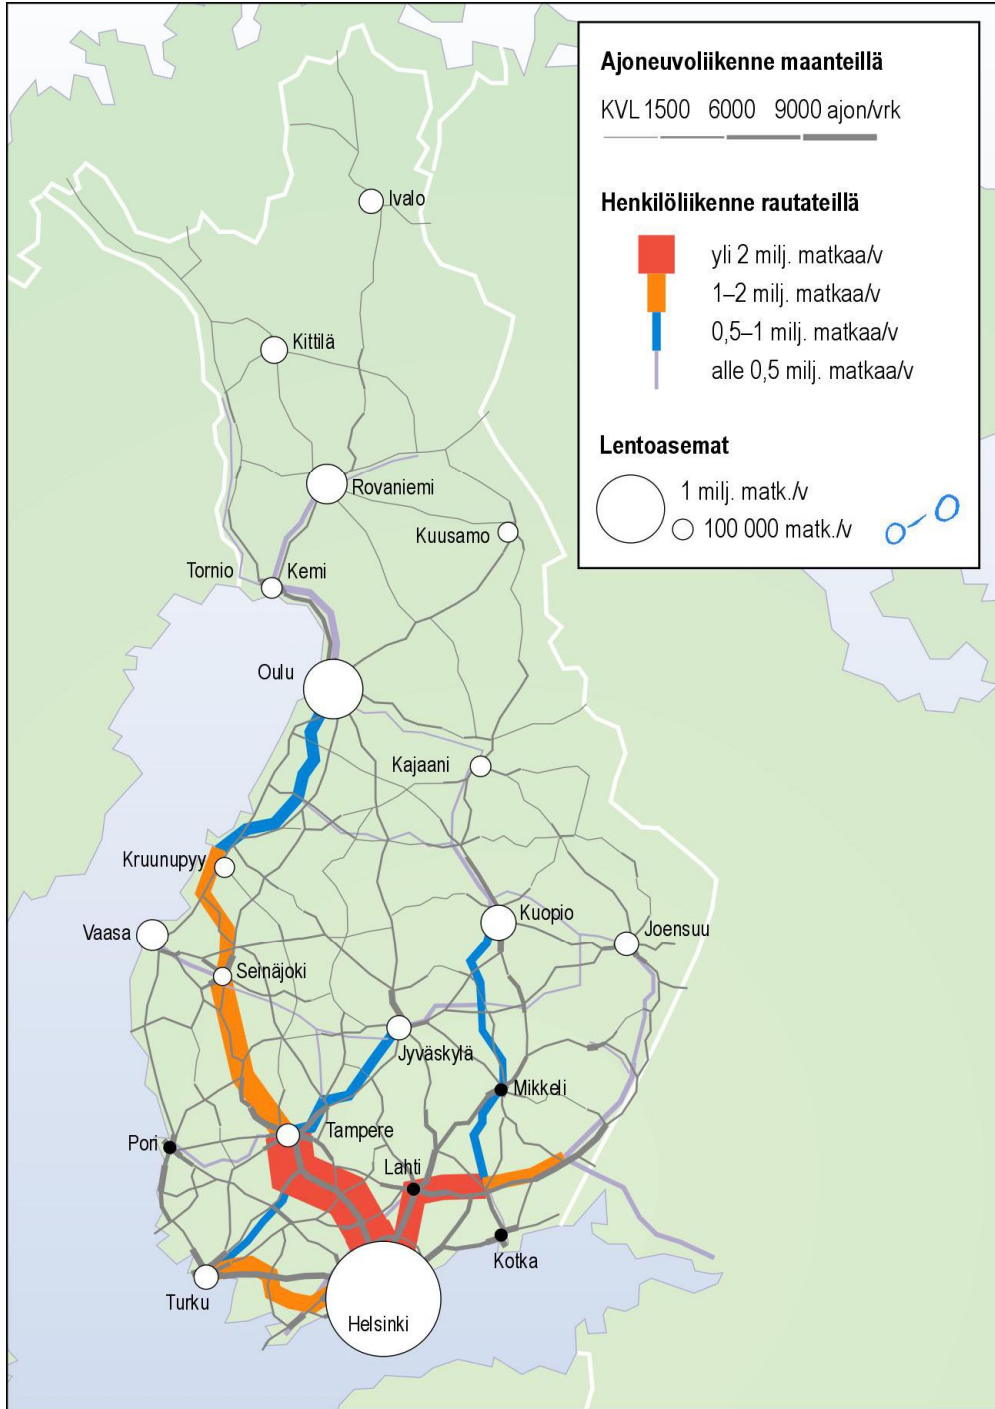 Ajoneuvoliikenne maanteillä
KVL 1500 6000 9000 ajon/vrk
Henkilöliikenne rautateillä
yli 2 milj. matkaa/v
1–2 milj. matkaa/v
0,5–1 milj. matkaa/v
alle 0,5 milj. matkaa/v
Lentoasemat
1 milj. matk./v
100 000 matk./v
Ivalo
Kittilä
Rovaniemi
Kuusamo
Tornio
Kemi
Oulu
Kajaani
Kruunupyy
Kuopio
Joensuu
Vaasa
Seinäjoki
Jyväskylä
Mikkeli
Pori
Tampere
Lahti
Kotka
Turku
Helsinki